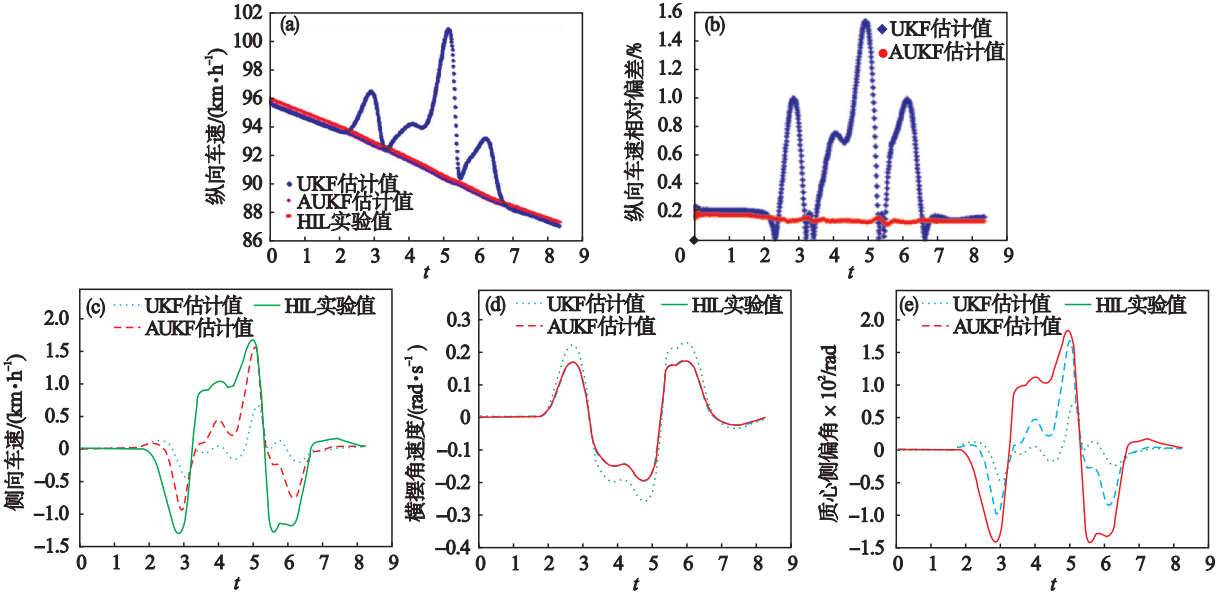 (a)
纵向车速/(km·h⁻¹)
102
100
98
96
94
92
90
88
86
UKF估计值
AUKF估计值
HIL实验值
0 1 2 3 4 5 6 7 8 9
t
(b)
纵向车速相对偏差/%
1.6
1.4
1.2
1.0
0.8
0.6
0.4
0.2
UKF估计值
AUKF估计值
0 1 2 3 4 5 6 7 8 9
t
(c)
侧向车速/(km·h⁻¹)
UKF估计值
HIL实验值
AUKF估计值
2.0
1.5
1.0
0.5
0
−0.5
−1.0
−1.5
0 1 2 3 4 5 6 7 8 9
t
(d)
横摆角速度/(rad·s⁻¹)
UKF估计值
HIL实验值
AUKF估计值
0.3
0.2
0.1
0
−0.1
−0.2
−0.3
−0.4
0 1 2 3 4 5 6 7 8 9
t
(e)
质心侧偏角×10²/rad
UKF估计值
HIL实验值
AUKF估计值
2.0
1.5
1.0
0.5
0
−0.5
−1.0
−1.5
0 1 2 3 4 5 6 7 8 9
t